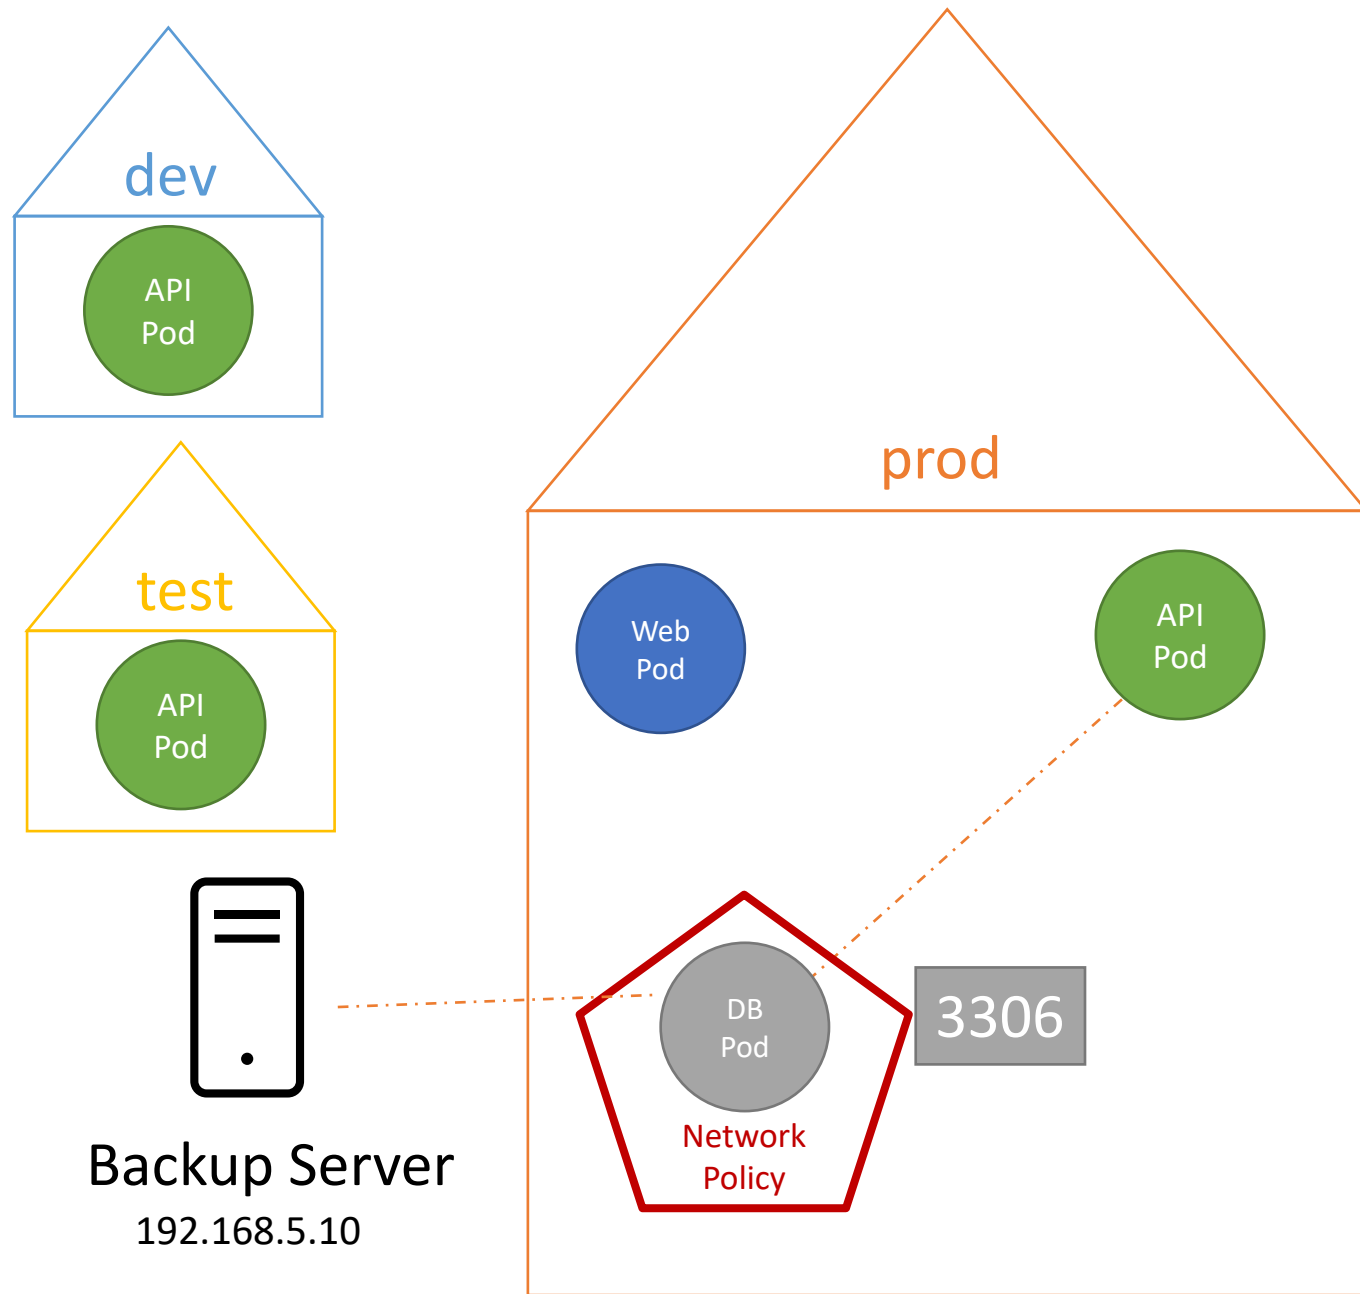 dev
API
Pod
test
API
Pod
prod
Web
Pod
API
Pod
DB
Pod
3306
Network
Policy
Backup Server
192.168.5.10